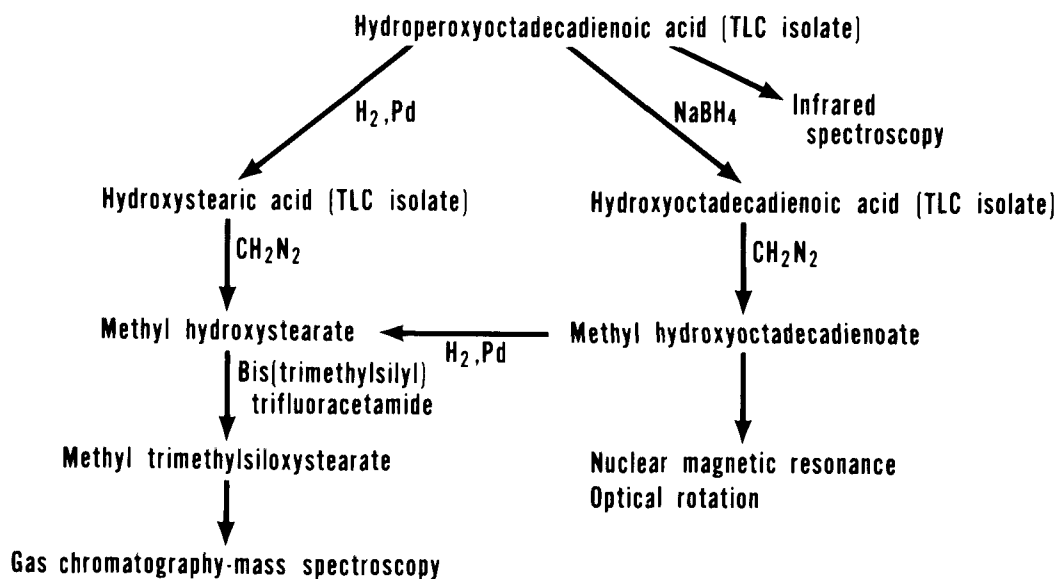 Hydroperoxyoctadecadienoic acid (TLC isolate)
H2,Pd
NaBH4
Infrared
spectroscopy
Hydroxystearic acid (TLC isolate)
Hydroxyoctadecadienoic acid (TLC isolate)
CH2N2
CH2N2
Methyl hydroxystearate
Methyl hydroxyoctadecadienoate
H2,Pd
Bis(trimethylsilyl)
trifluoracetamide
Methyl trimethylsiloxystearate
Nuclear magnetic resonance
Optical rotation
Gas chromatography-mass spectroscopy